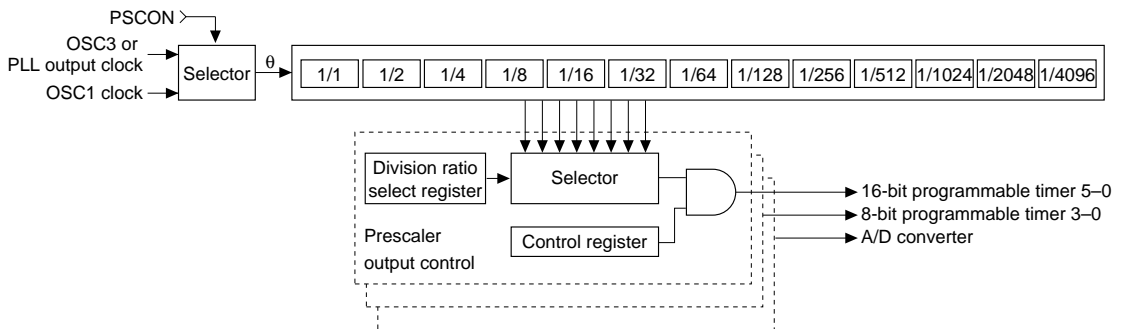 PSCON
OSC3 or
PLL output clock
OSC1 clock
Selector
θ
1/1 1/2 1/4 1/8 1/16 1/32 1/64 1/128 1/256 1/512 1/1024 1/2048 1/4096
Division ratio
select register
Selector
Control register
Prescaler
output control
16-bit programmable timer 5–0
8-bit programmable timer 3–0
A/D converter